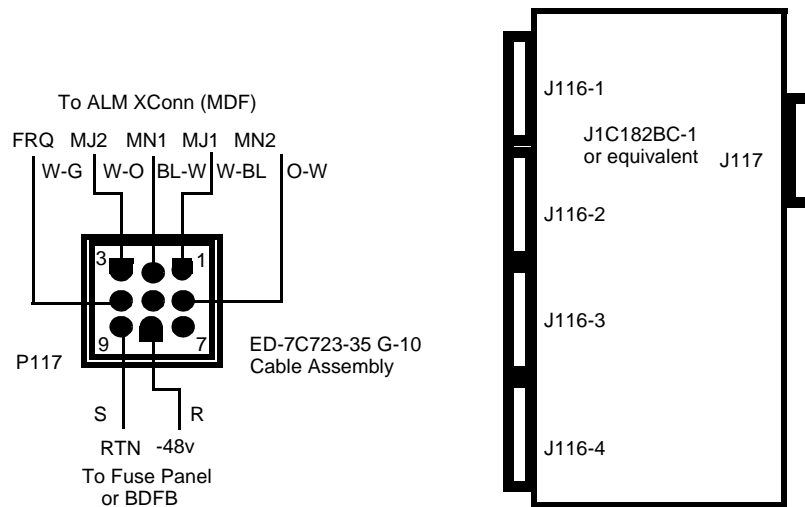 To ALM XConn (MDF)
FRQ MJ2 MN1 MJ1 MN2
W-G W-O BL-W W-BL O-W
3 1
9 7
P117
ED-7C723-35 G-10
Cable Assembly
S R
RTN -48v
To Fuse Panel
or BDFB
J116-1
J1C182BC-1
or equivalent
J117
J116-2
J116-3
J116-4